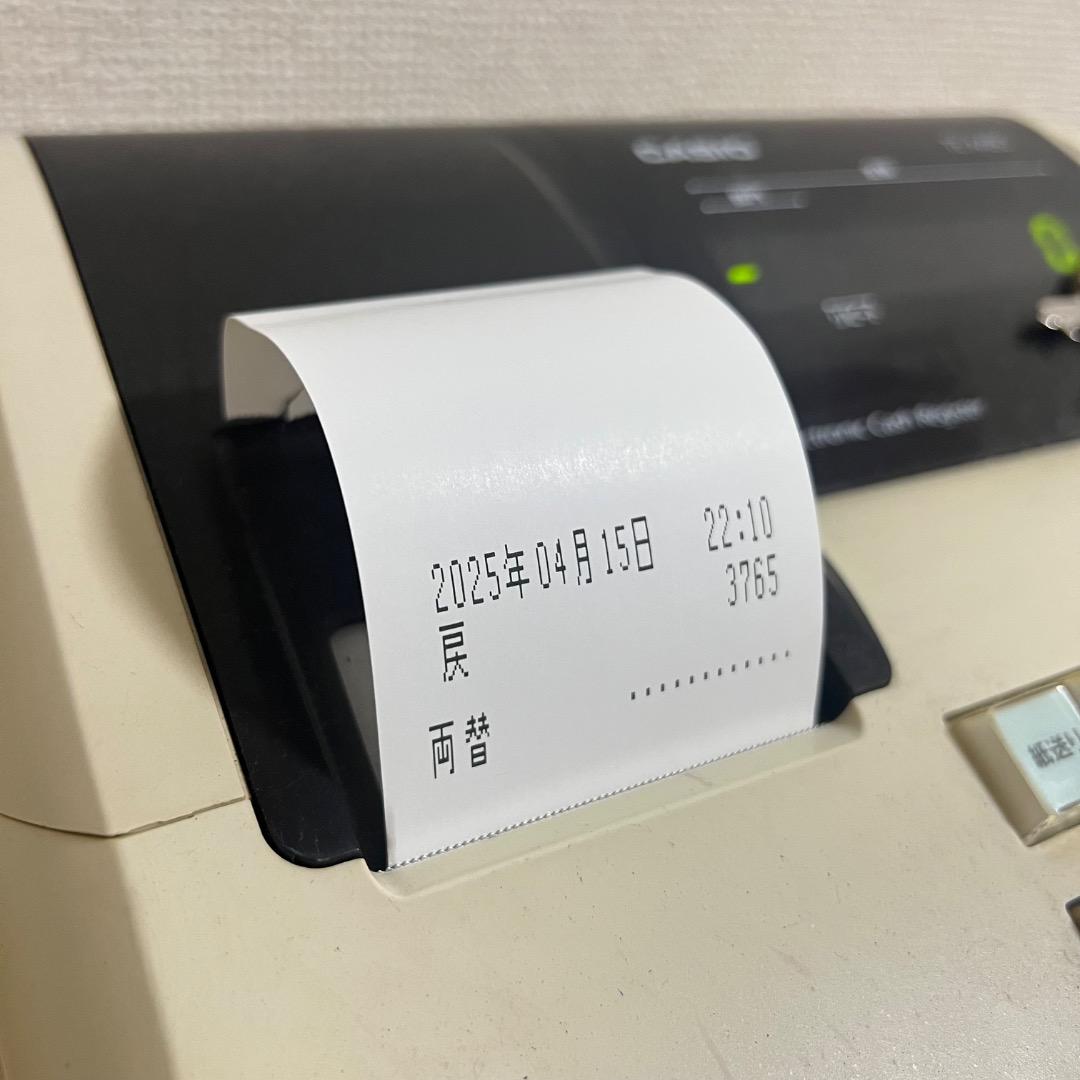 CASIO
Electronic Cash Register
2025年04月15日 22:10
3765
戻
............
両替
紙送り